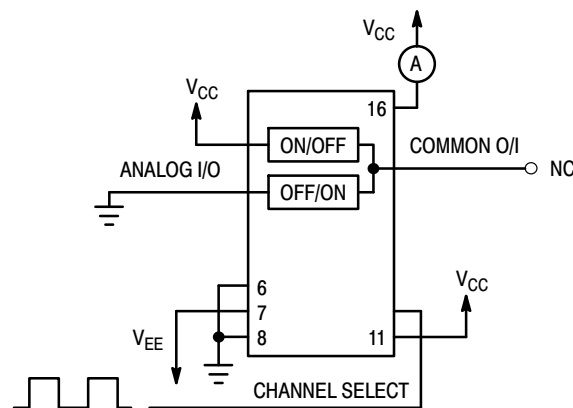 VCC
A
16
VCC
ON/OFF
COMMON O/I
NC
ANALOG I/O
OFF/ON
6
7
8
11
VCC
VEE
CHANNEL SELECT